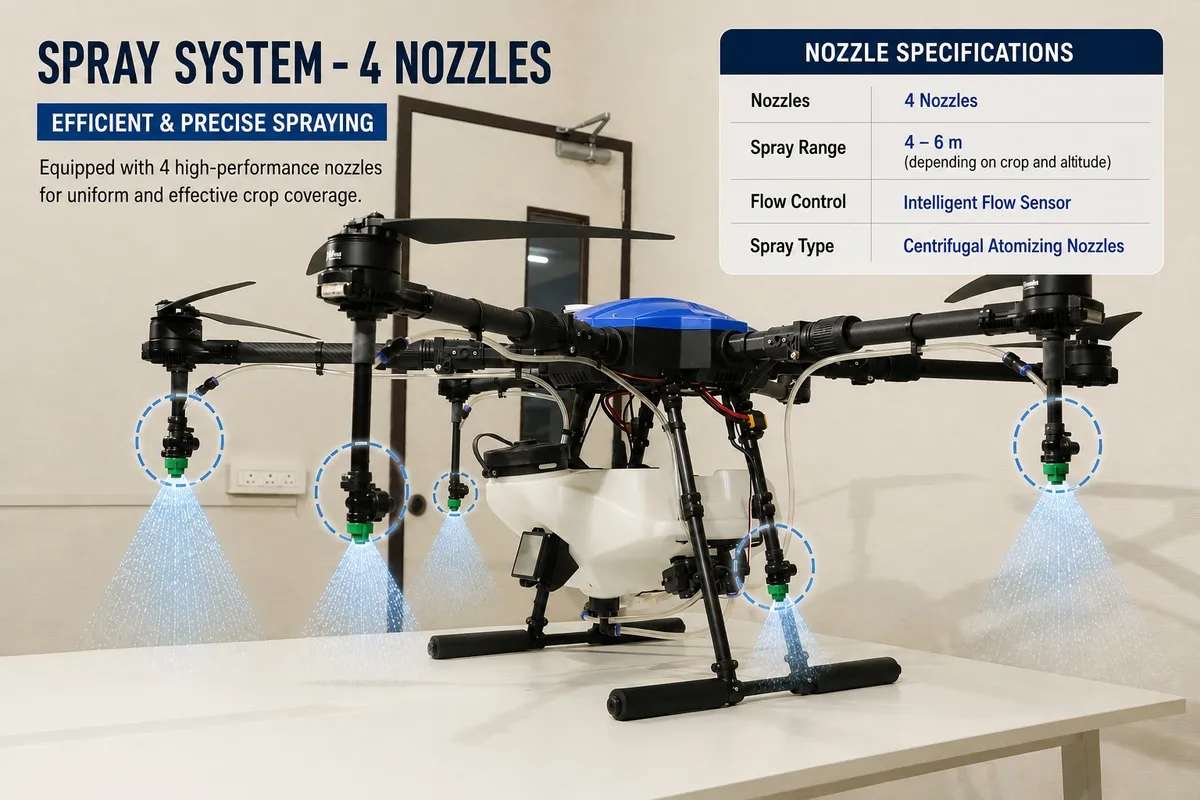 SPRAY SYSTEM - 4 NOZZLES
EFFICIENT & PRECISE SPRAYING
Equipped with 4 high-performance nozzles
for uniform and effective crop coverage.
NOZZLE SPECIFICATIONS
Nozzles 4 Nozzles
Spray Range 4 – 6 m
(depending on crop and altitude)
Flow Control Intelligent Flow Sensor
Spray Type Centrifugal Atomizing Nozzles